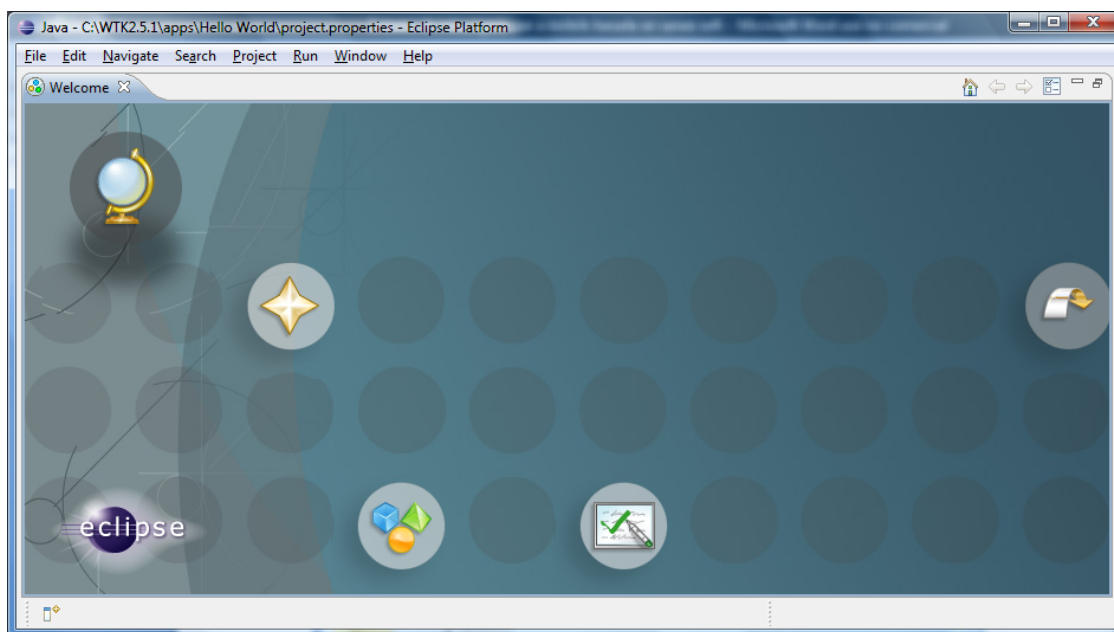 Java - C:\WTK2.5.1\apps\Hello World\project.properties - Eclipse Platform
File Edit Navigate Search Project Run Window Help
Welcome
eclipse